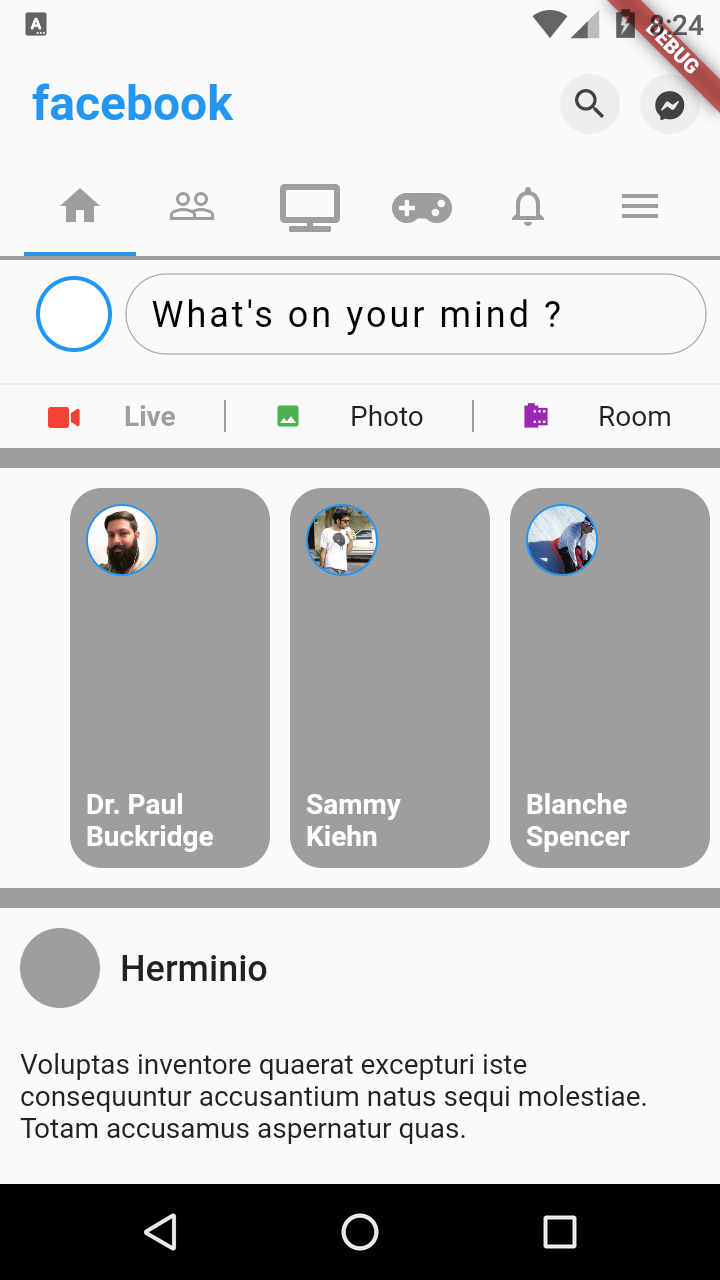 A
8:24
DEBUG
facebook
What's on your mind ?
Live
Photo
Room
Dr. Paul
Buckridge
Sammy
Kiehn
Blanche
Spencer
Herminio
Voluptas inventore quaerat excepturi iste
consequuntur accusantium natus sequi molestiae.
Totam accusamus aspernatur quas.